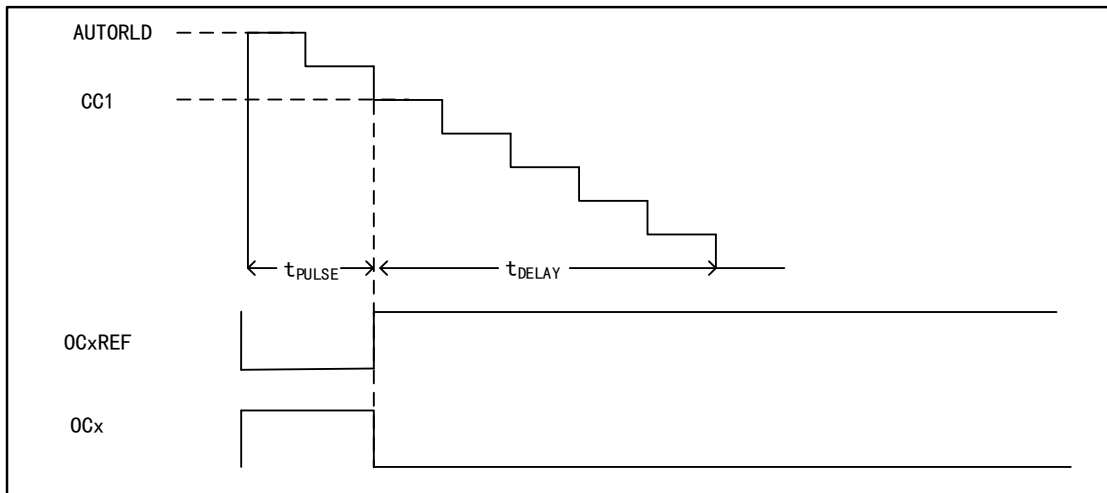 AUTORLD
CC1
tPULSE
tDELAY
OCxREF
OCx